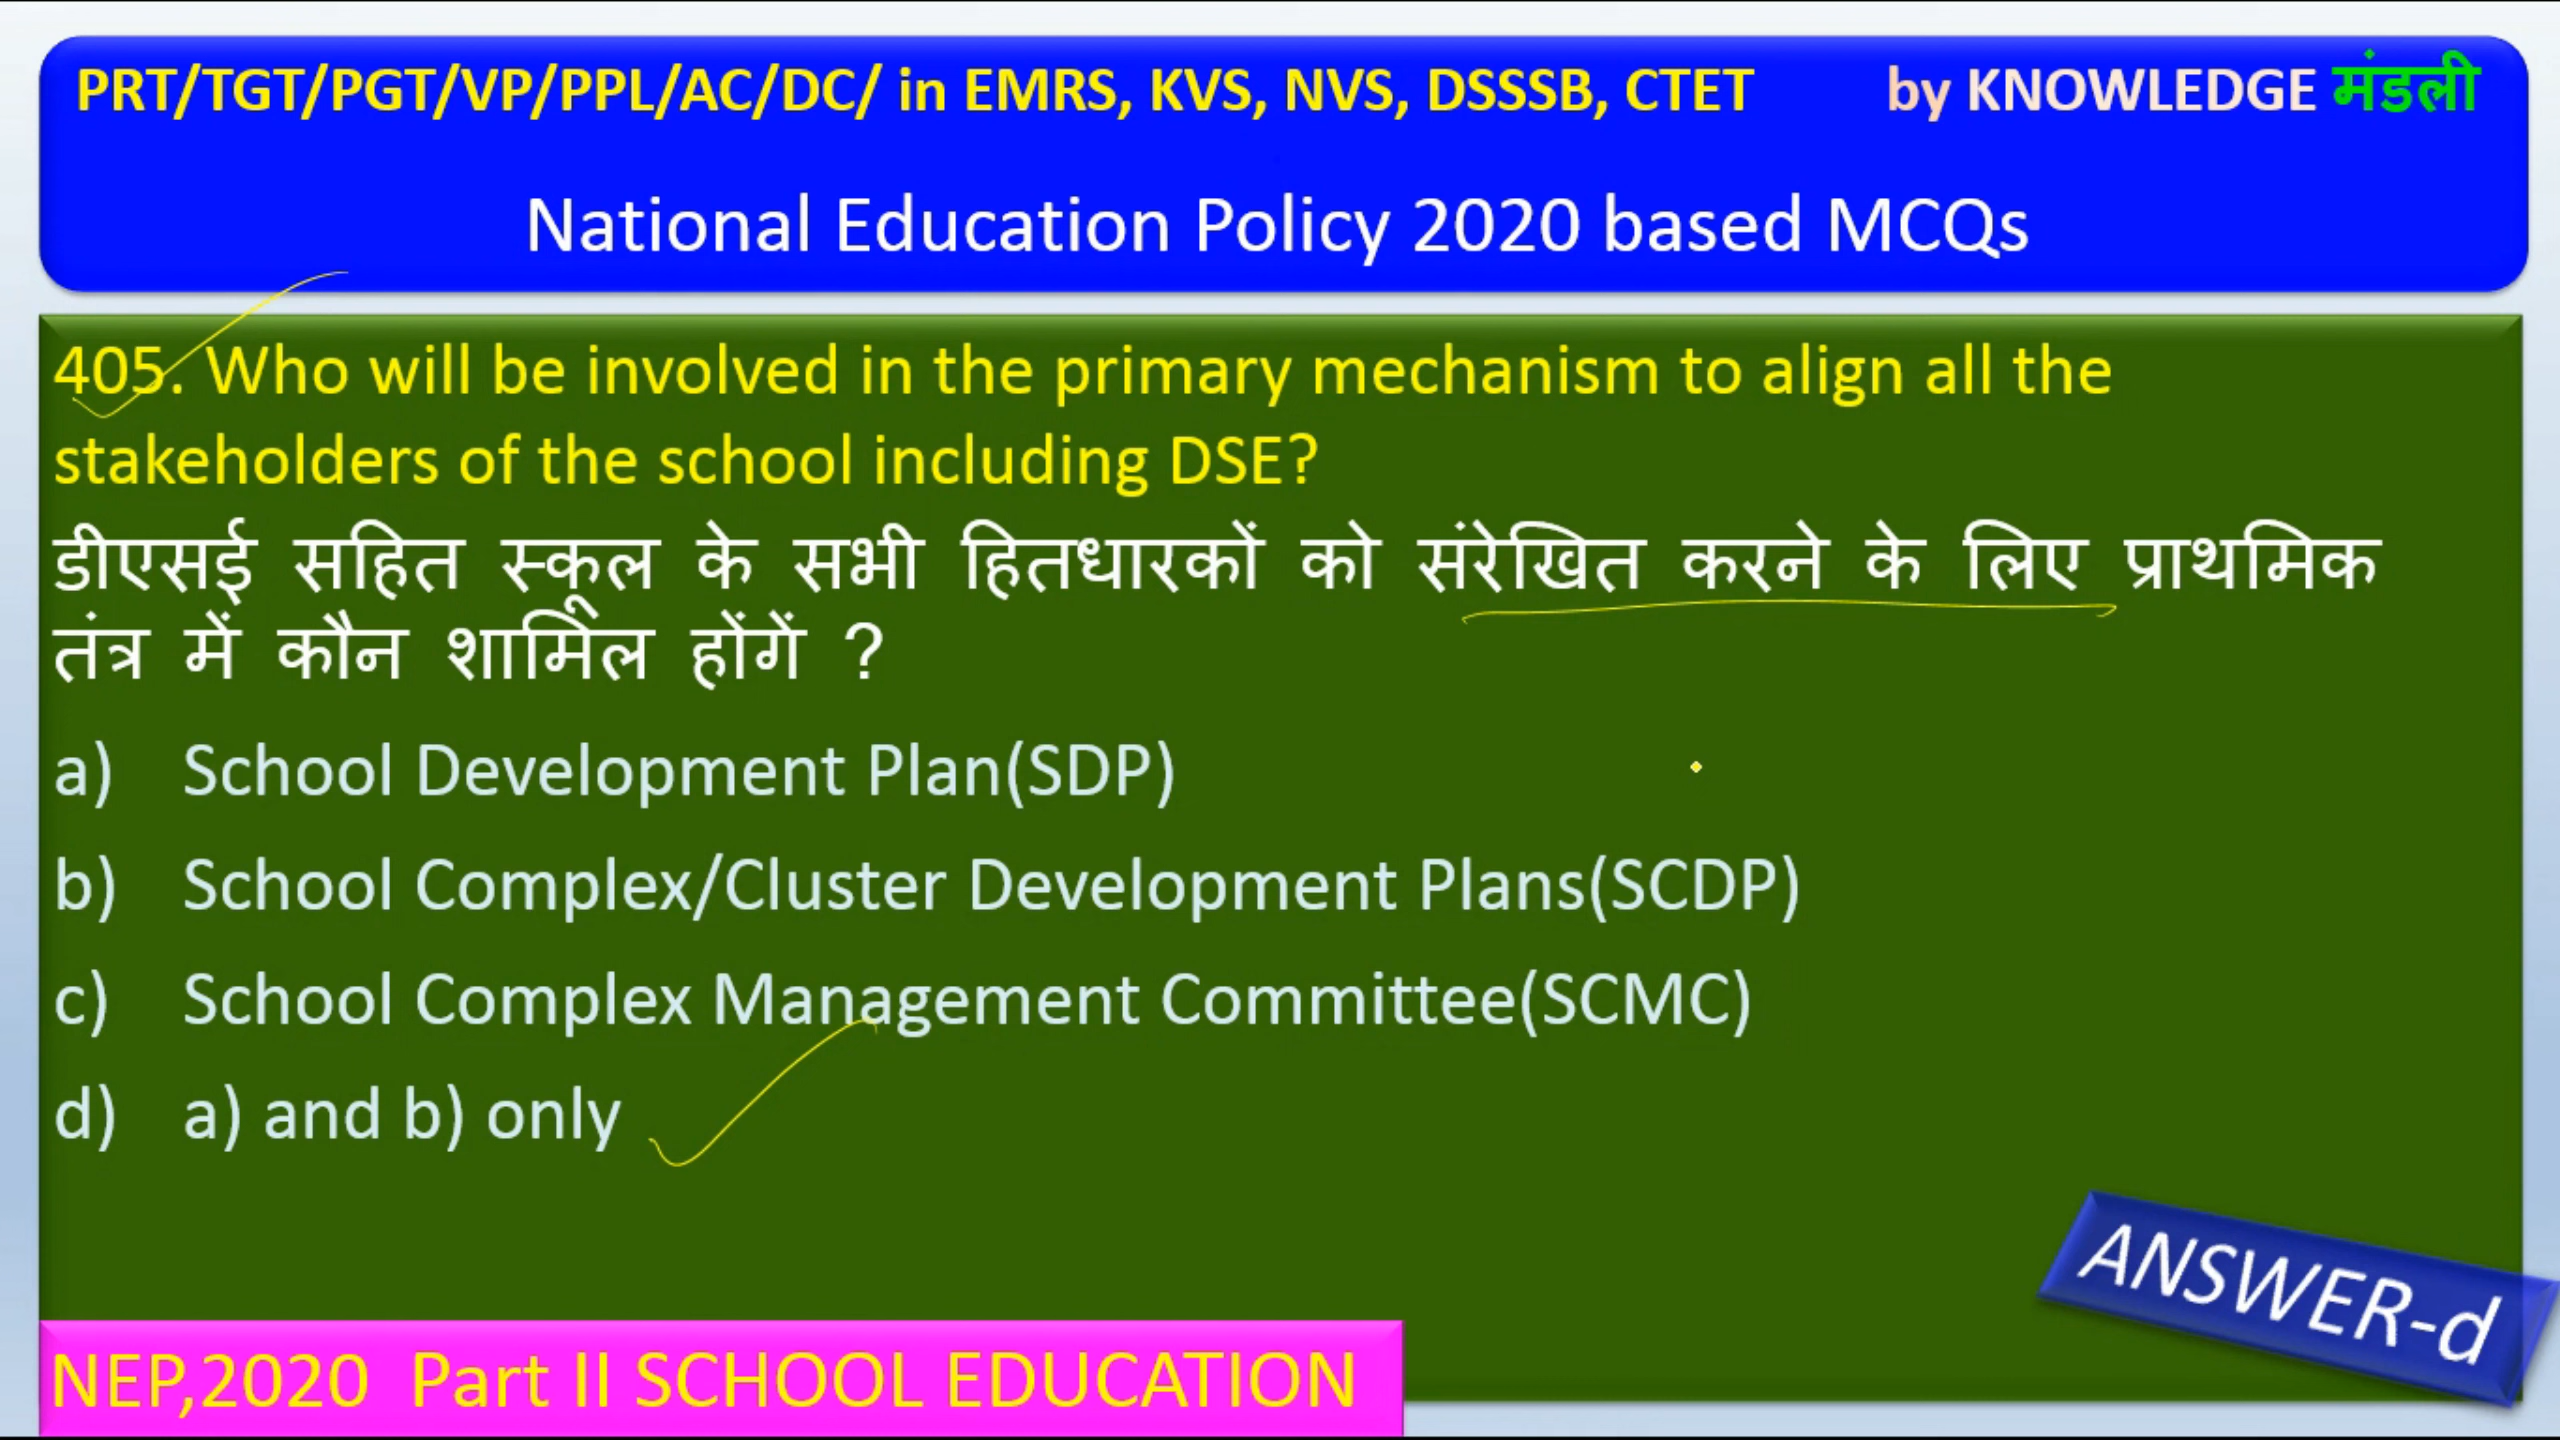 PRT/TGT/PGT/VP/PPL/AC/DC/ in EMRS, KVS, NVS, DSSSB, CTET by KNOWLEDGE मंडली
National Education Policy 2020 based MCQs
405. Who will be involved in the primary mechanism to align all the
stakeholders of the school including DSE?
डीएसई सहित स्कूल के सभी हितधारकों को संरेखित करने के लिए प्राथमिक
तंत्र में कौन शामिल होंगें ?
a) School Development Plan(SDP)
b) School Complex/Cluster Development Plans(SCDP)
c) School Complex Management Committee(SCMC)
d) a) and b) only
ANSWER-d
NEP,2020 Part II SCHOOL EDUCATION